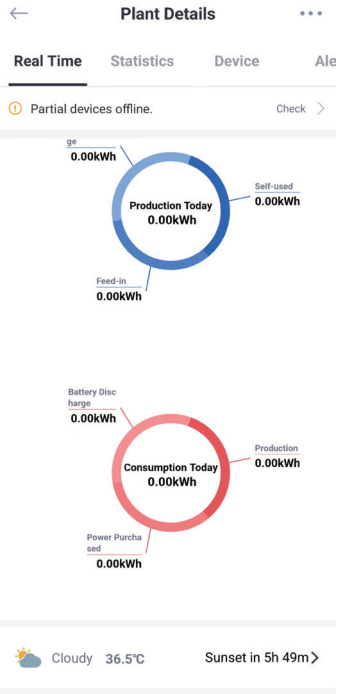 Plant Details
Real Time Statistics Device Ale
Partial devices offline. Check
ge
0.00kWh
Production Today
0.00kWh
Self-used
0.00kWh
Feed-in
0.00kWh
Battery Disc
harge
0.00kWh
Consumption Today
0.00kWh
Production
0.00kWh
Power Purcha
sed
0.00kWh
Cloudy 36.5℃ Sunset in 5h 49m